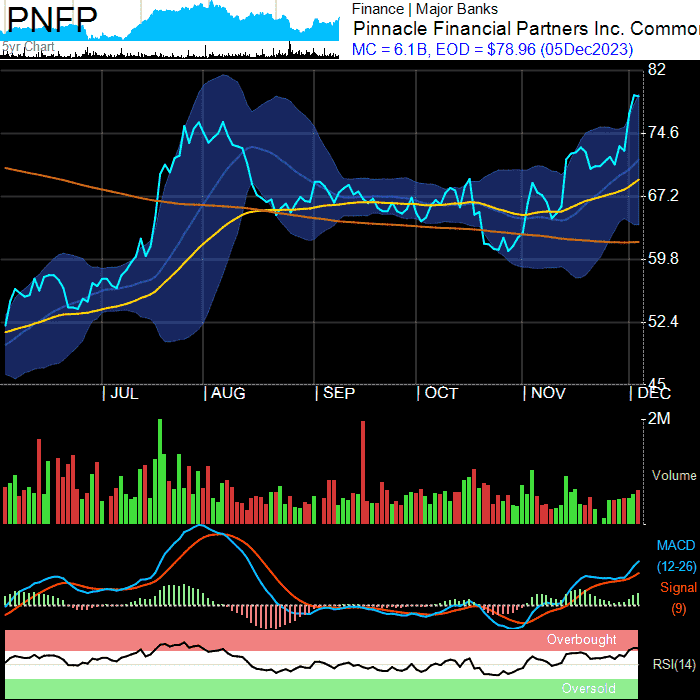 PNFP
5yr Chart
Finance | Major Banks
Pinnacle Financial Partners Inc. Common
MC = 6.1B, EOD = $78.96 (05Dec2023)
82
74.6
67.2
59.8
52.4
45
| JUL | AUG | SEP | OCT | NOV | DEC
2M
Volume
MACD
(12-26)
Signal
(9)
Overbought
RSI(14)
Oversold